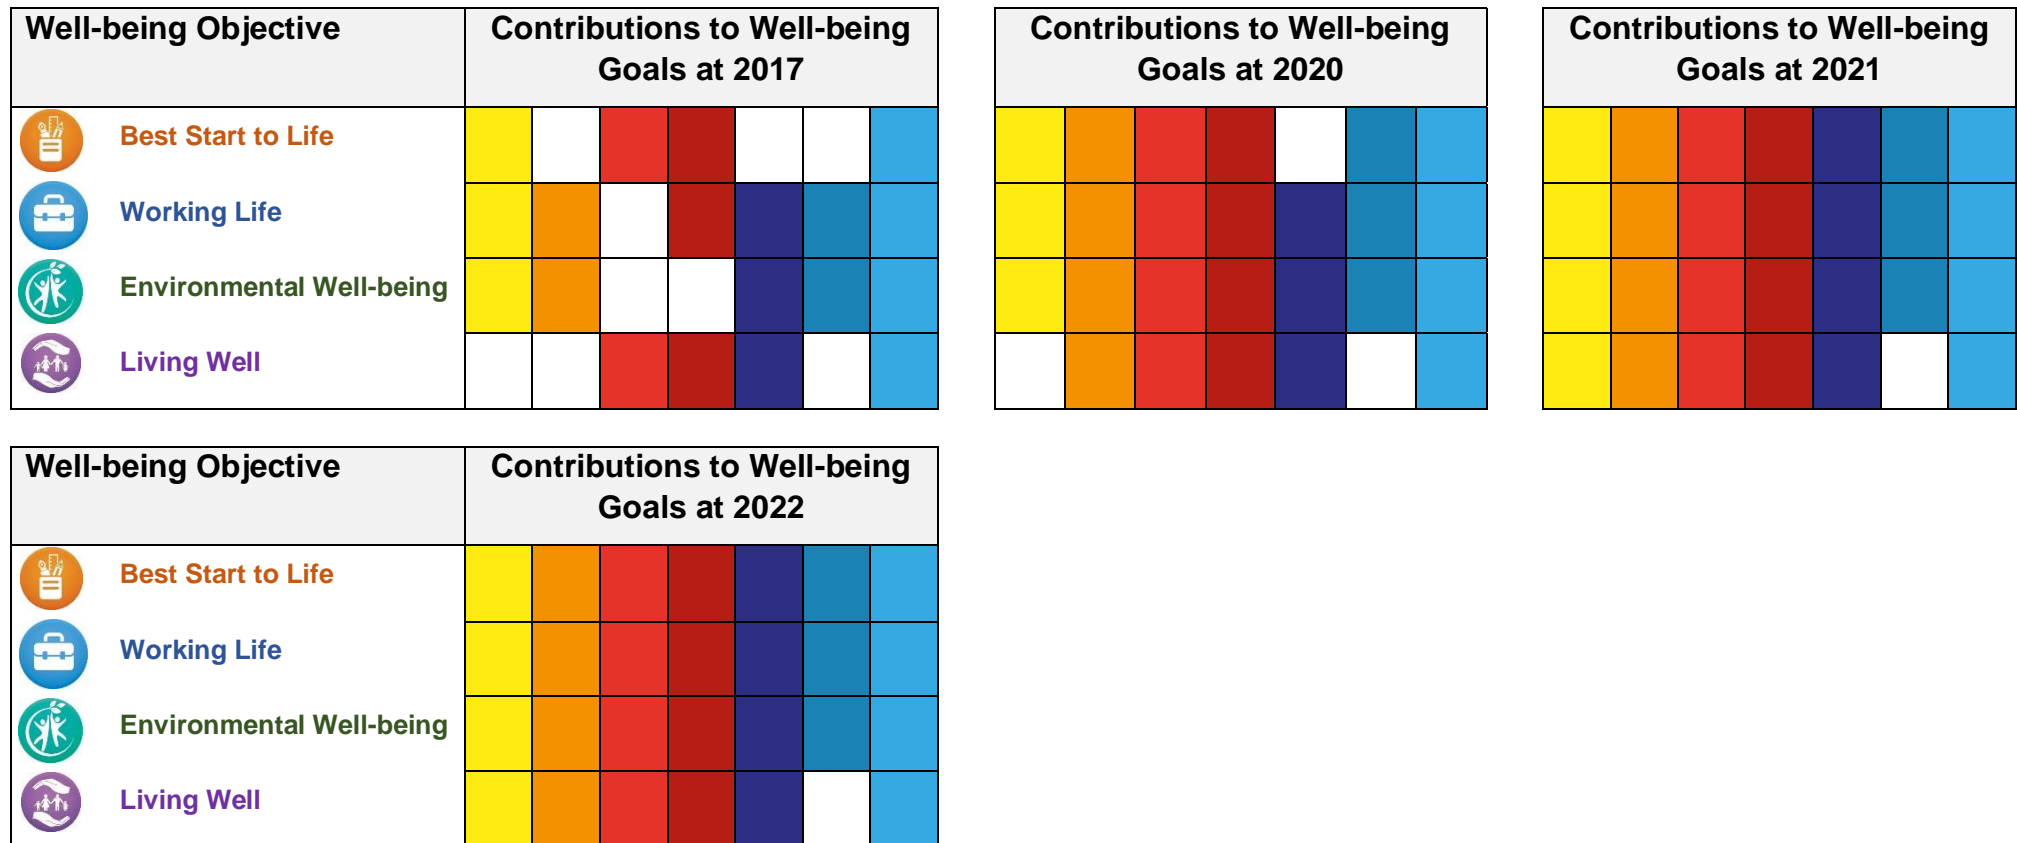 Well-being Objective
Contributions to Well-being
Goals at 2017
Contributions to Well-being
Goals at 2020
Contributions to Well-being
Goals at 2021
Best Start to Life
Working Life
Environmental Well-being
Living Well
Well-being Objective
Contributions to Well-being
Goals at 2022
Best Start to Life
Working Life
Environmental Well-being
Living Well